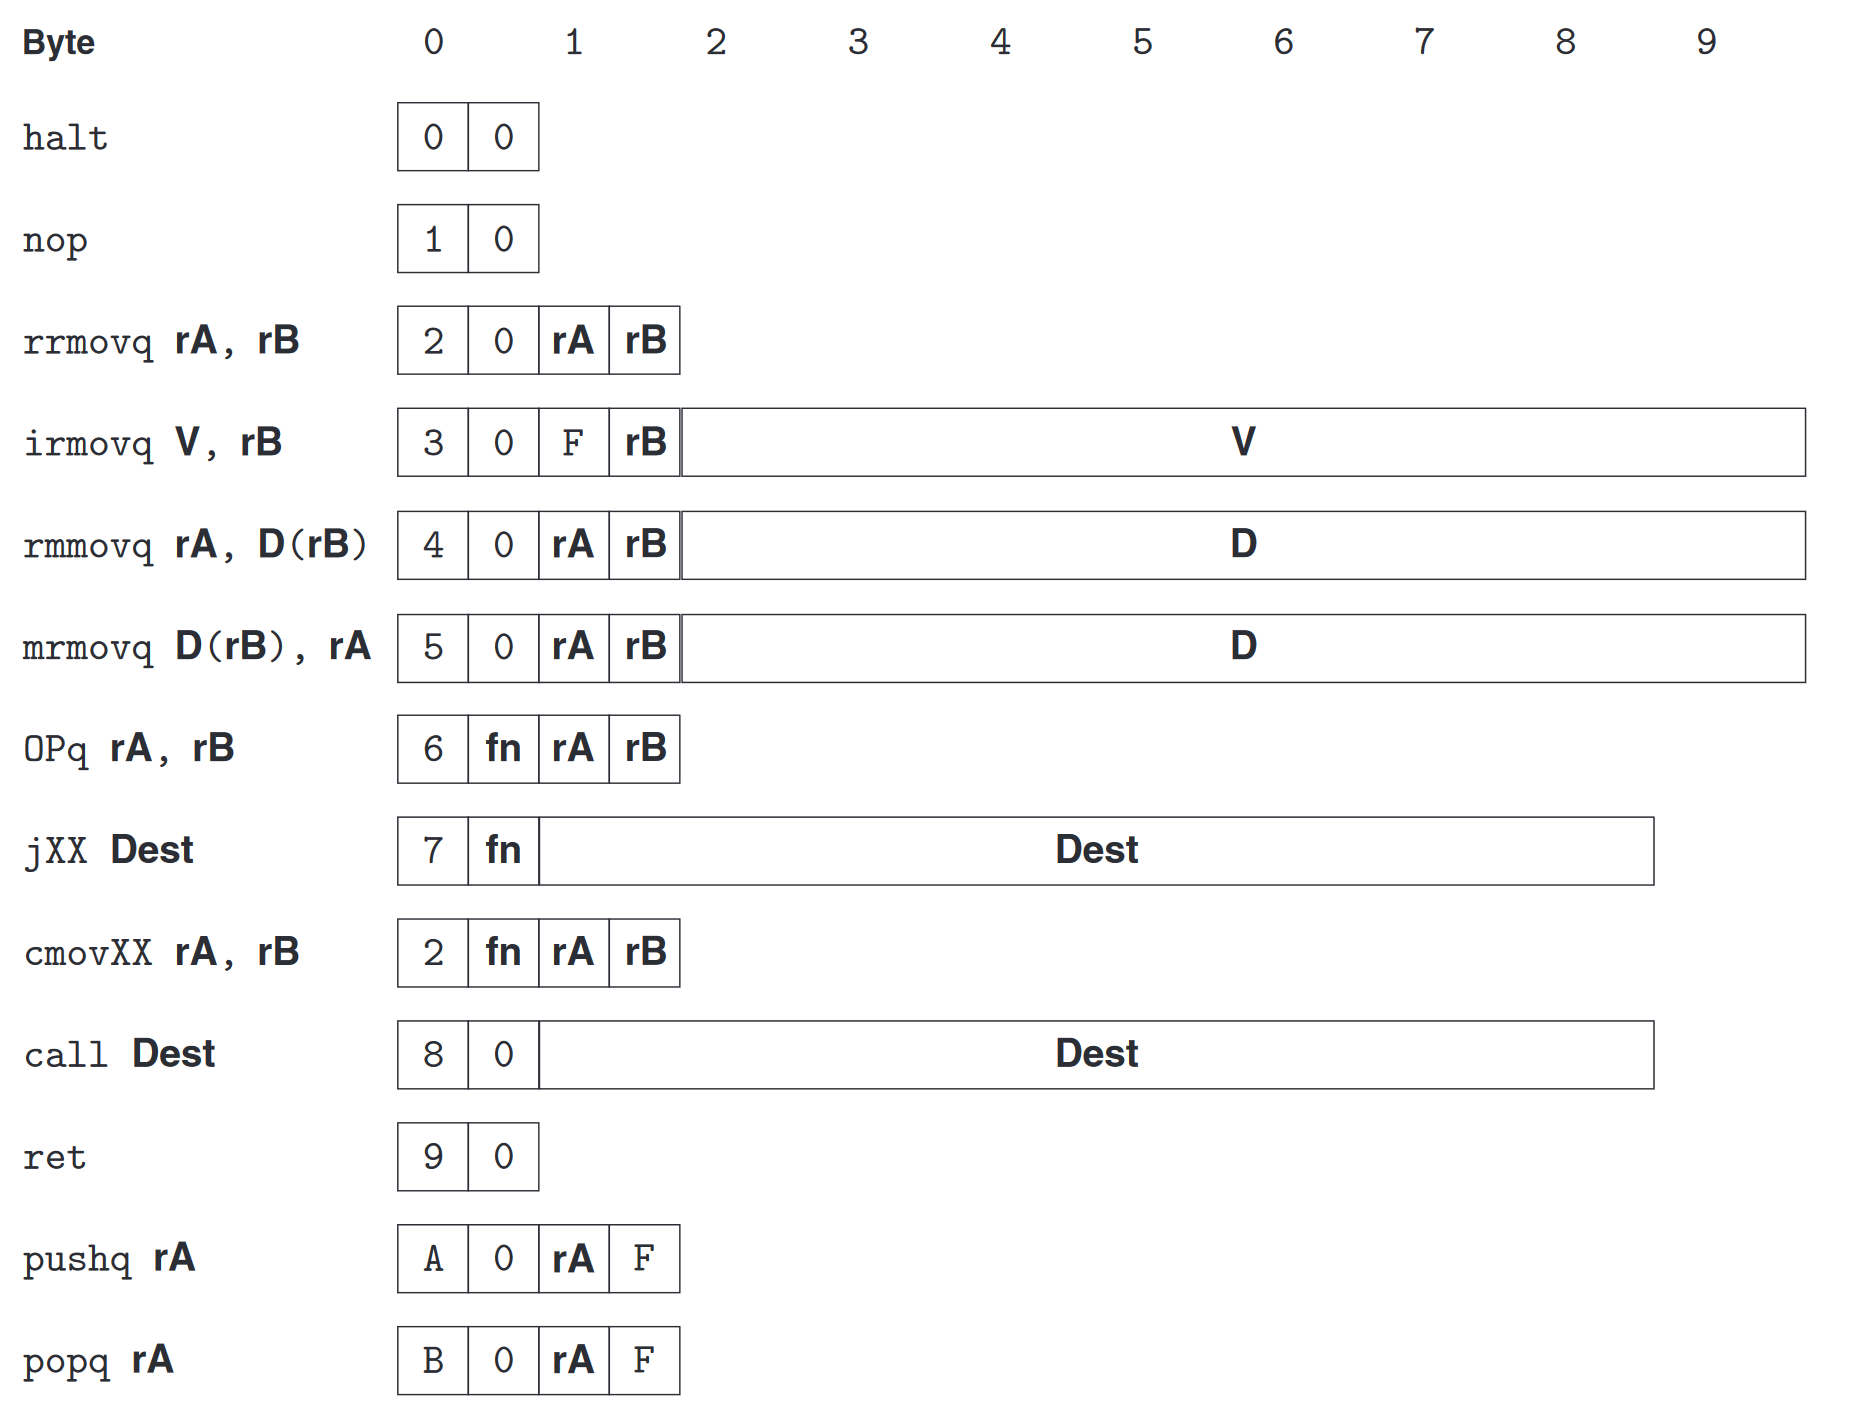 Byte 0 1 2 3 4 5 6 7 8 9
halt 0 0
nop 1 0
rrmovq rA, rB 2 0 rA rB
irmovq V, rB 3 0 F rB V
rmmovq rA, D(rB) 4 0 rA rB D
mrmovq D(rB), rA 5 0 rA rB D
OPq rA, rB 6 fn rA rB
jXX Dest 7 fn Dest
cmovXX rA, rB 2 fn rA rB
call Dest 8 0 Dest
ret 9 0
pushq rA A 0 rA F
popq rA B 0 rA F